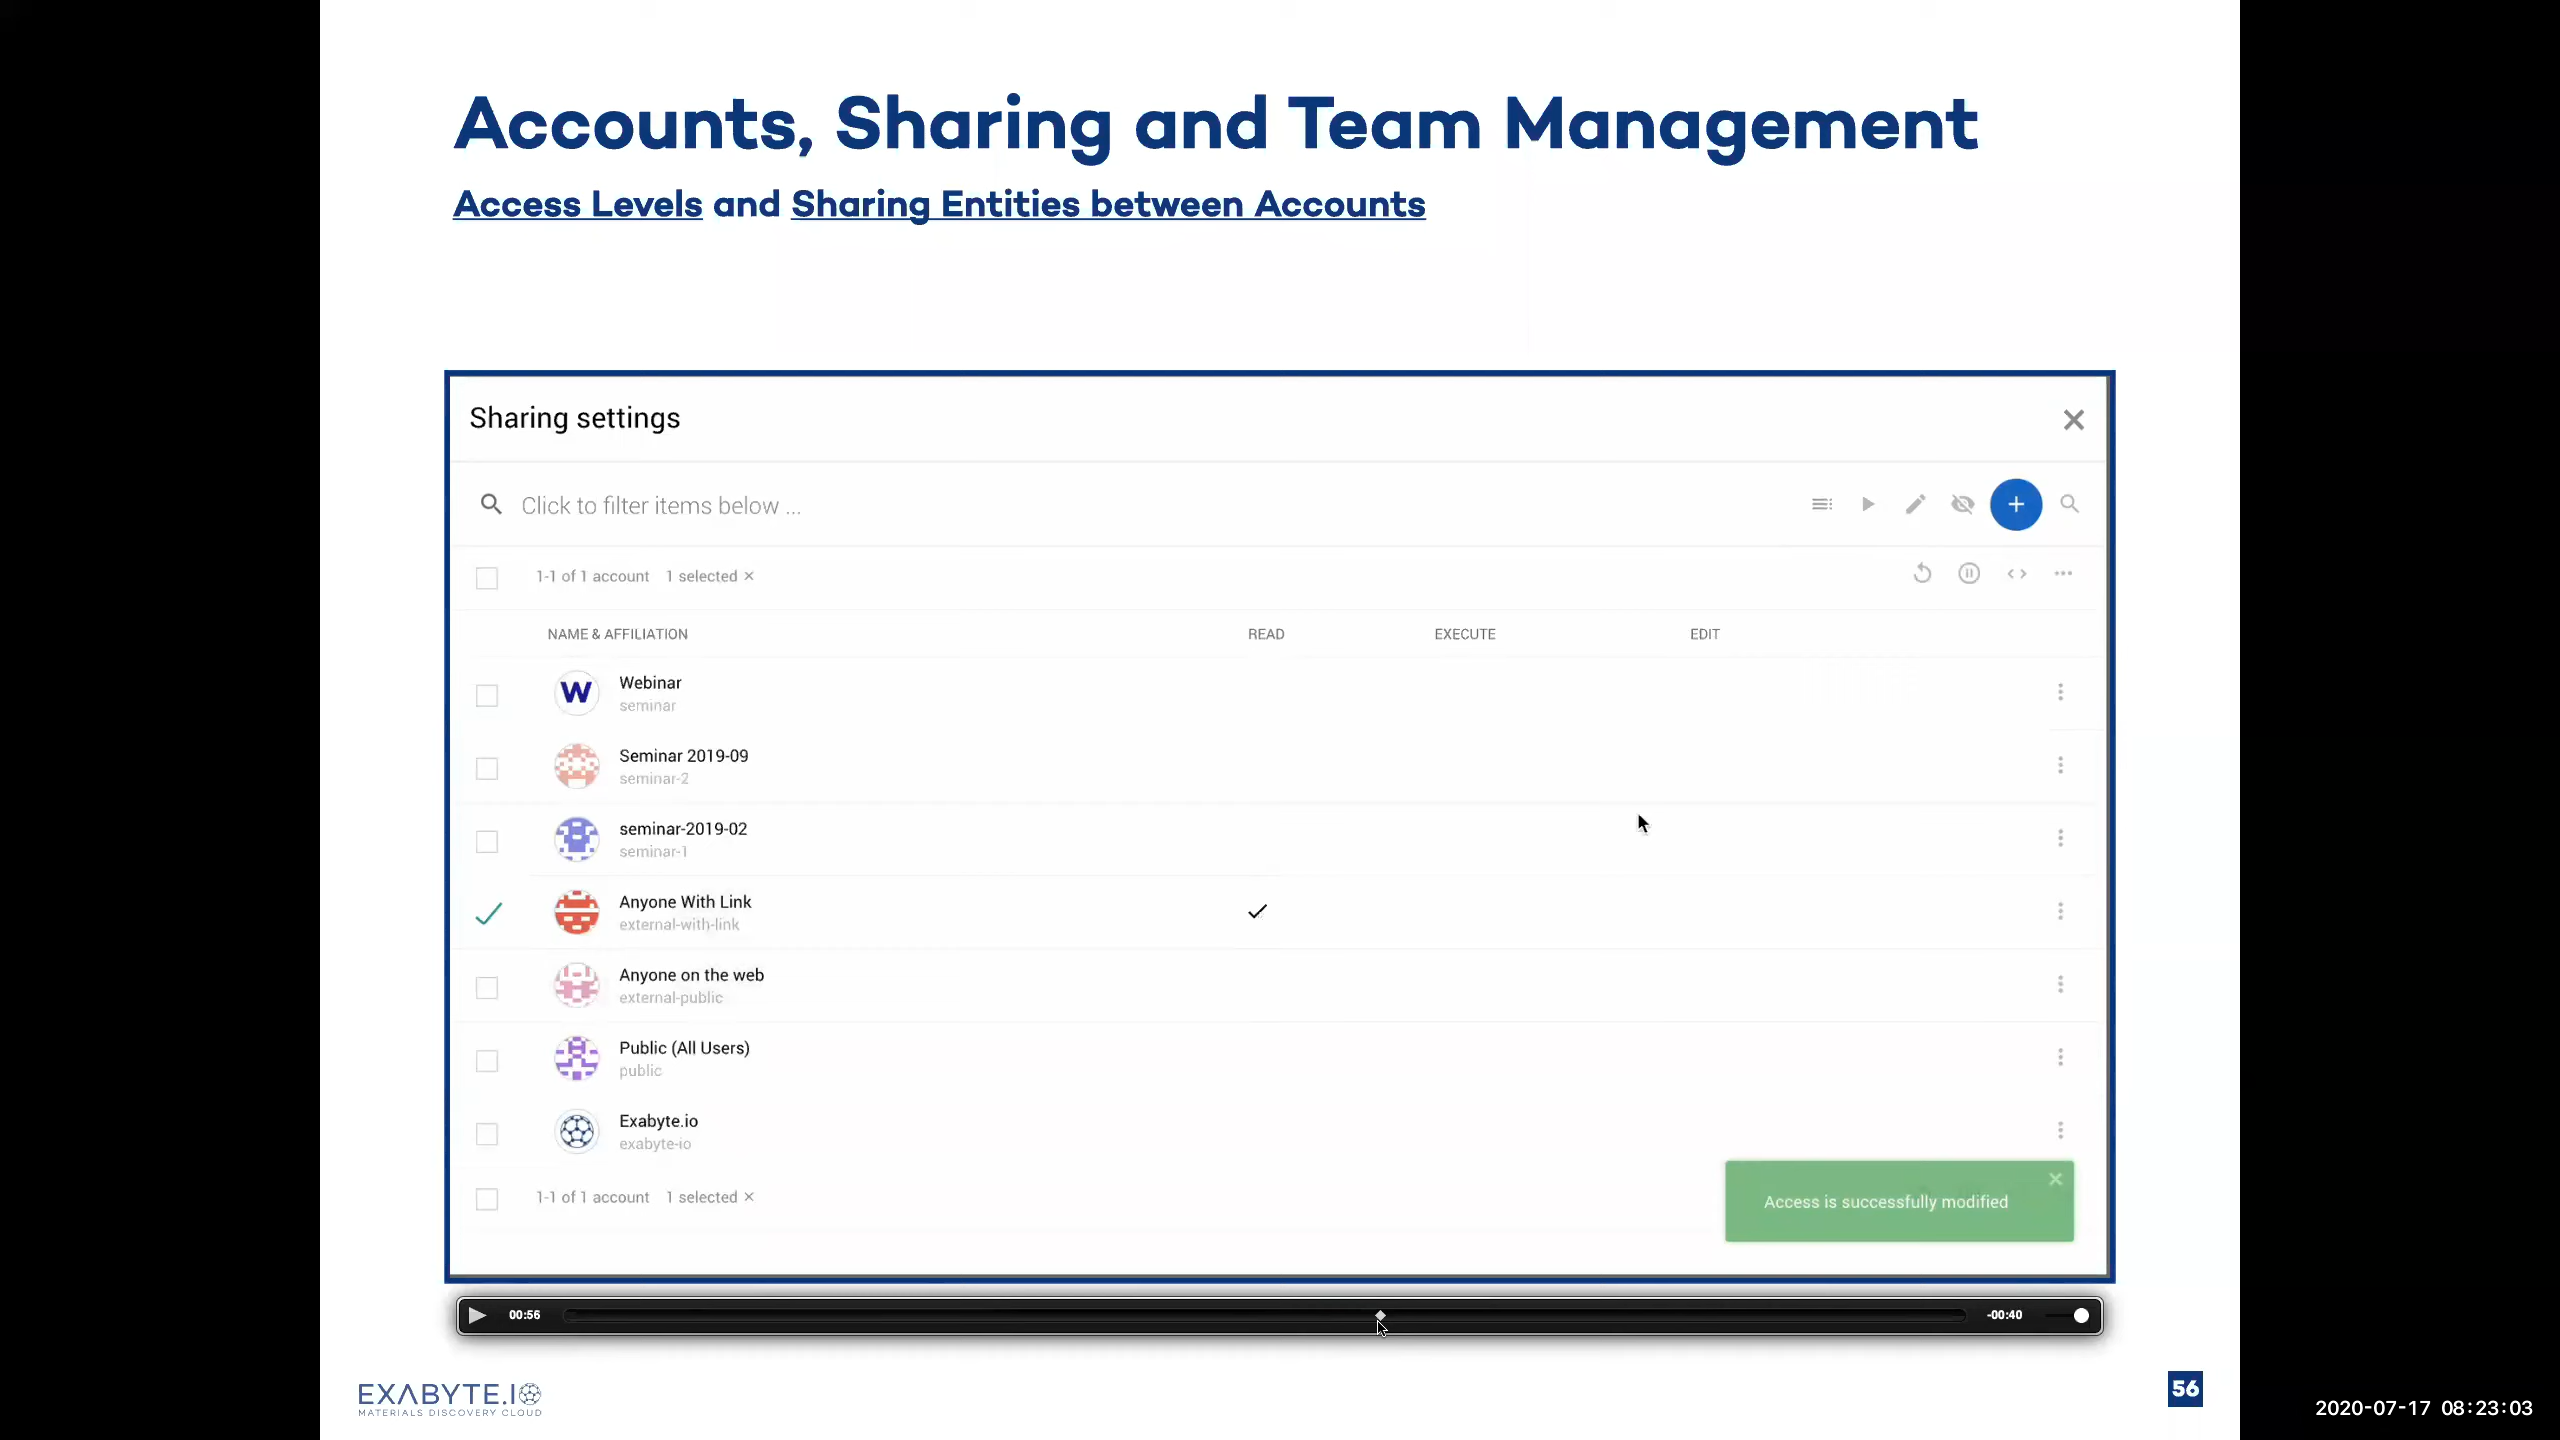 Accounts, Sharing and Team Management
Access Levels and Sharing Entities between Accounts
Sharing settings
Click to filter items below ...
1-1 of 1 account 1 selected ×
NAME & AFFILIATION READ EXECUTE EDIT
W
Webinar
seminar
Seminar 2019-09
seminar-2
seminar-2019-02
seminar-1
Anyone With Link
external-with-link
Anyone on the web
external-public
Public (All Users)
public
Exabyte.io
exabyte-io
1-1 of 1 account 1 selected ×
Access is successfully modified
00:56 -00:40
EXABYTE.IO
MATERIALS DISCOVERY CLOUD
56
2020-07-17 08:23:03